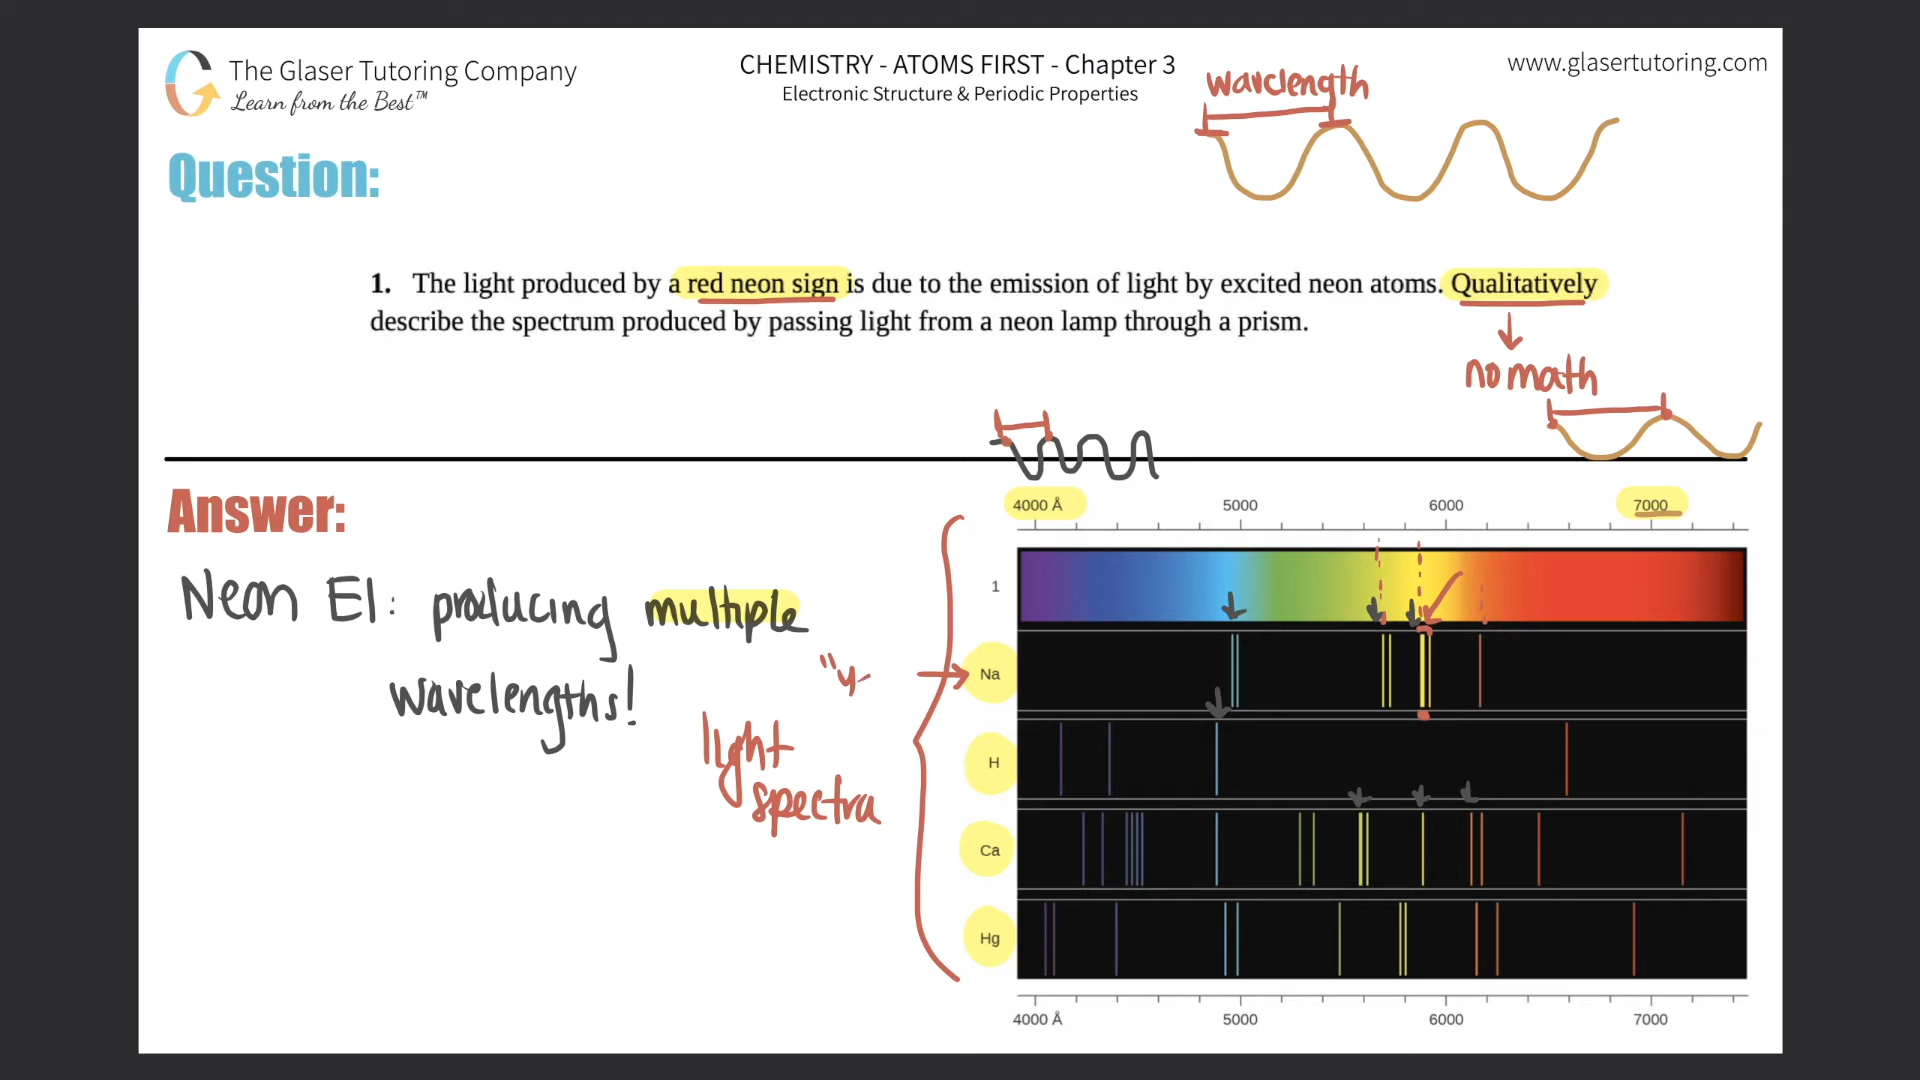 The Glaser Tutoring Company
Learn from the Best™
CHEMISTRY - ATOMS FIRST - Chapter 3
Electronic Structure & Periodic Properties
www.glasertutoring.com
wavelength
Question:
1. The light produced by a red neon sign is due to the emission of light by excited neon atoms. Qualitatively
describe the spectrum produced by passing light from a neon lamp through a prism.
no math
Answer:
Neon El: producing multiple
wavelengths!
light
spectra
4000 Å 5000 6000 7000
1
Na
H
Ca
Hg
4000 Å 5000 6000 7000